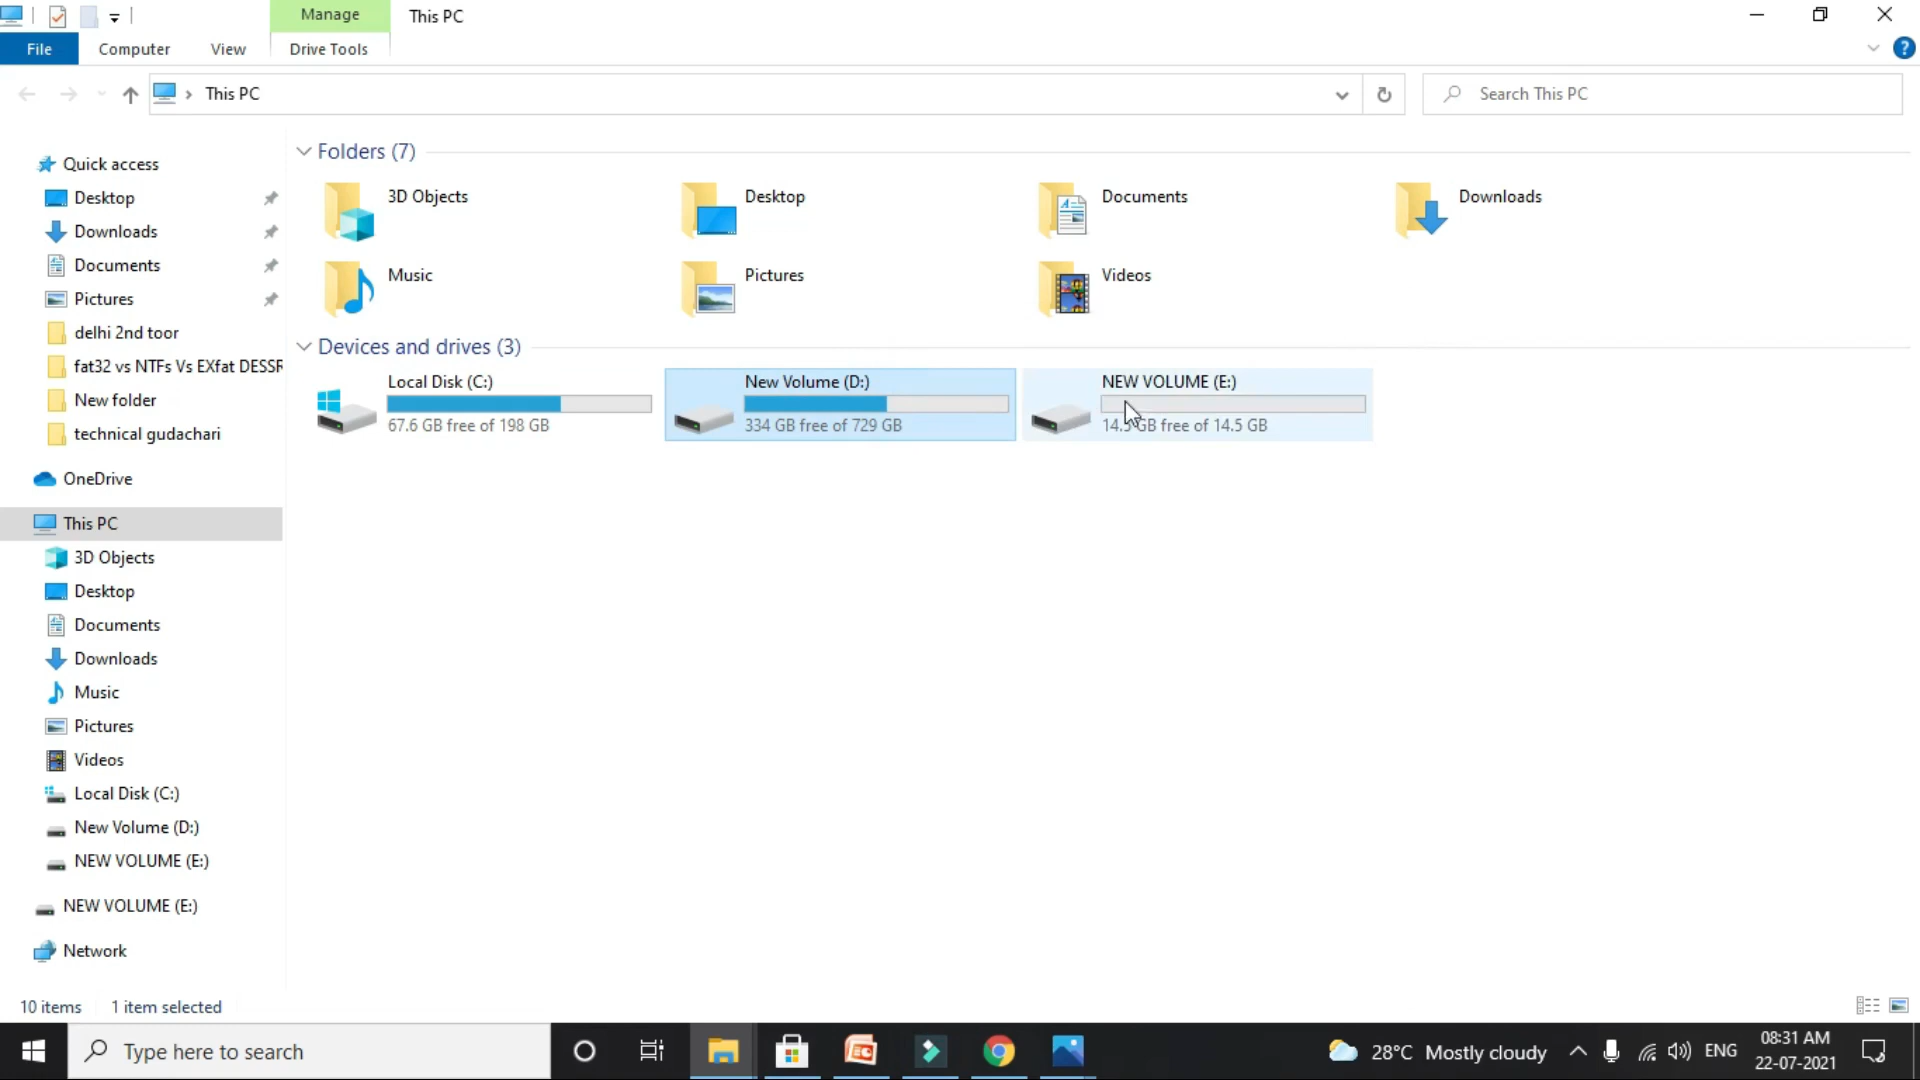 Manage
This PC
File
Computer
View
Drive Tools
This PC
Search This PC
Quick access
Desktop
Downloads
Documents
Pictures
delhi 2nd toor
fat32 vs NTFs Vs EXfat DESSR
New folder
technical gudachari
OneDrive
This PC
3D Objects
Desktop
Documents
Downloads
Music
Pictures
Videos
Local Disk (C:)
New Volume (D:)
NEW VOLUME (E:)
NEW VOLUME (E:)
Network
Folders (7)
3D Objects
Desktop
Documents
Downloads
Music
Pictures
Videos
Devices and drives (3)
Local Disk (C:)
67.6 GB free of 198 GB
New Volume (D:)
334 GB free of 729 GB
NEW VOLUME (E:)
14.5 GB free of 14.5 GB
10 items
1 item selected
Type here to search
28°C Mostly cloudy
ENG
08:31 AM
22-07-2021